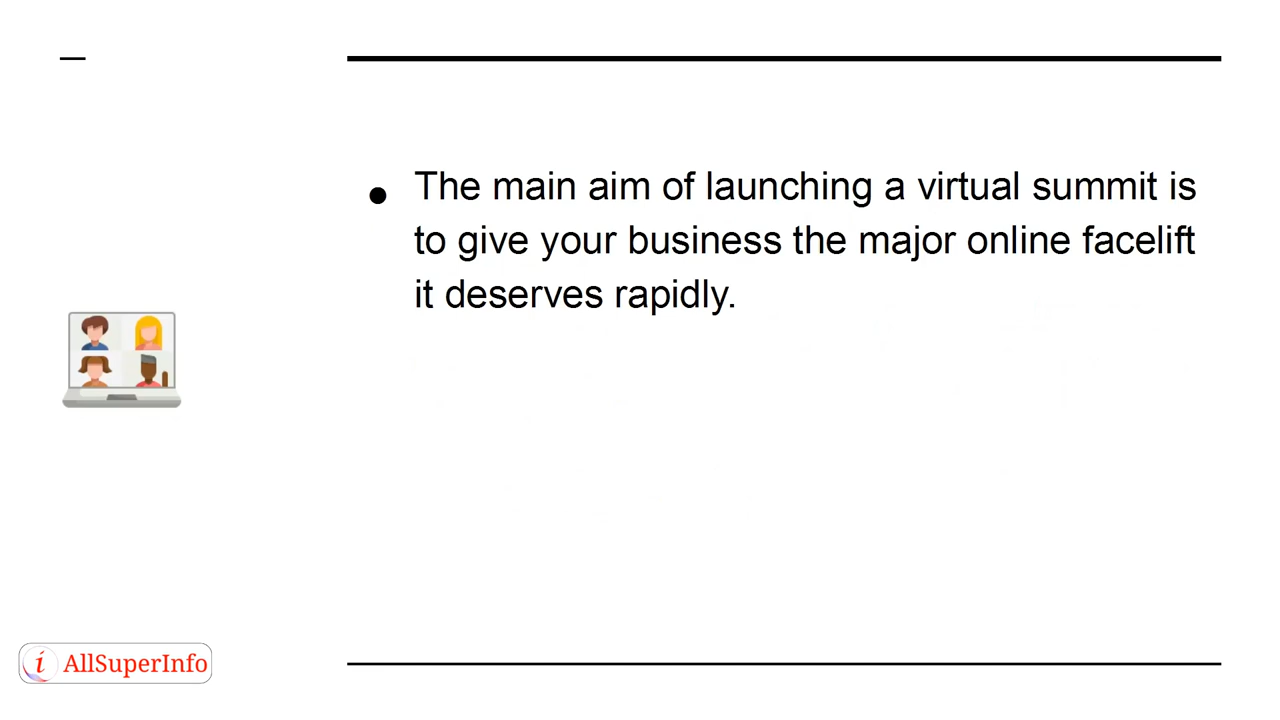 ● The main aim of launching a virtual summit is
to give your business the major online facelift
it deserves rapidly.
i AllSuperInfo